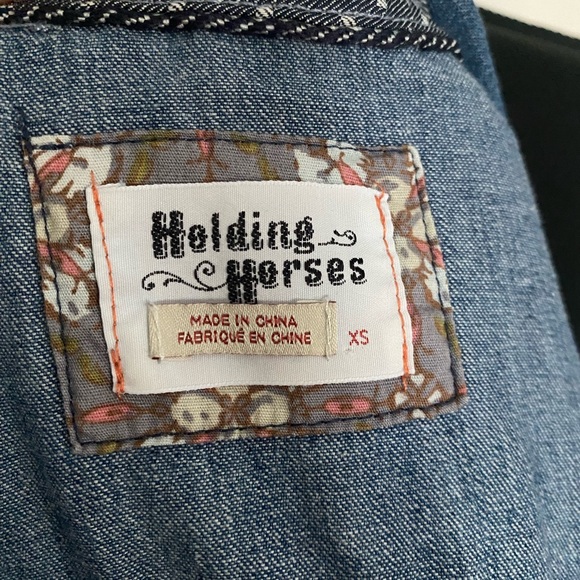 Holding
Horses
MADE IN CHINA
FABRIQUÉ EN CHINE
XS